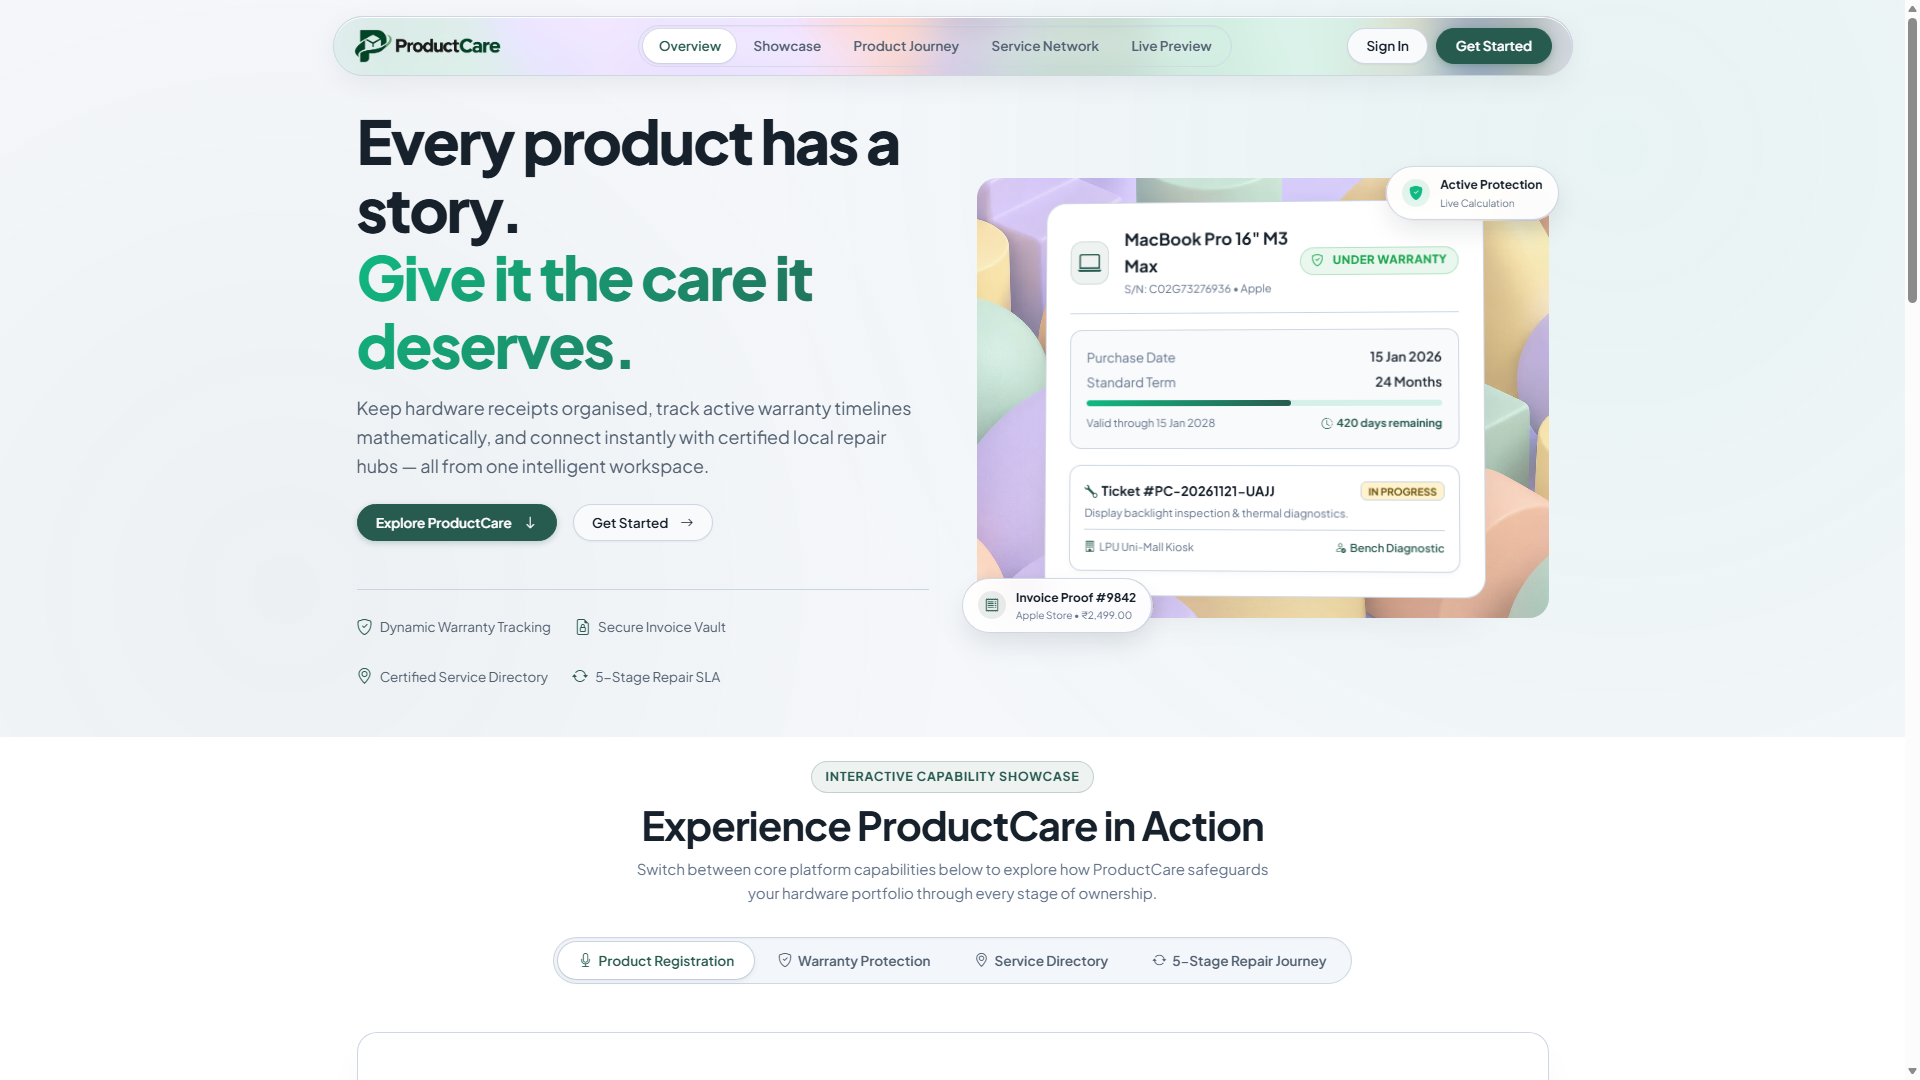 ProductCare
Overview
Showcase
Product Journey
Service Network
Live Preview
Sign In
Get Started
Every product has a
story.
Give it the care it
deserves.
Keep hardware receipts organised, track active warranty timelines
mathematically, and connect instantly with certified local repair
hubs — all from one intelligent workspace.
Explore ProductCare ↓
Get Started →
Dynamic Warranty Tracking
Secure Invoice Vault
Certified Service Directory
5-Stage Repair SLA
Active Protection
Live Calculation
MacBook Pro 16" M3
Max
S/N: C02G73276936 • Apple
UNDER WARRANTY
Purchase Date
15 Jan 2026
Standard Term
24 Months
Valid through 15 Jan 2028
420 days remaining
Ticket #PC-20261121-UAJJ
IN PROGRESS
Display backlight inspection & thermal diagnostics.
LPU Uni-Mall Kiosk
Bench Diagnostic
Invoice Proof #9842
Apple Store • ₹2,499.00
INTERACTIVE CAPABILITY SHOWCASE
Experience ProductCare in Action
Switch between core platform capabilities below to explore how ProductCare safeguards
your hardware portfolio through every stage of ownership.
Product Registration
Warranty Protection
Service Directory
5-Stage Repair Journey